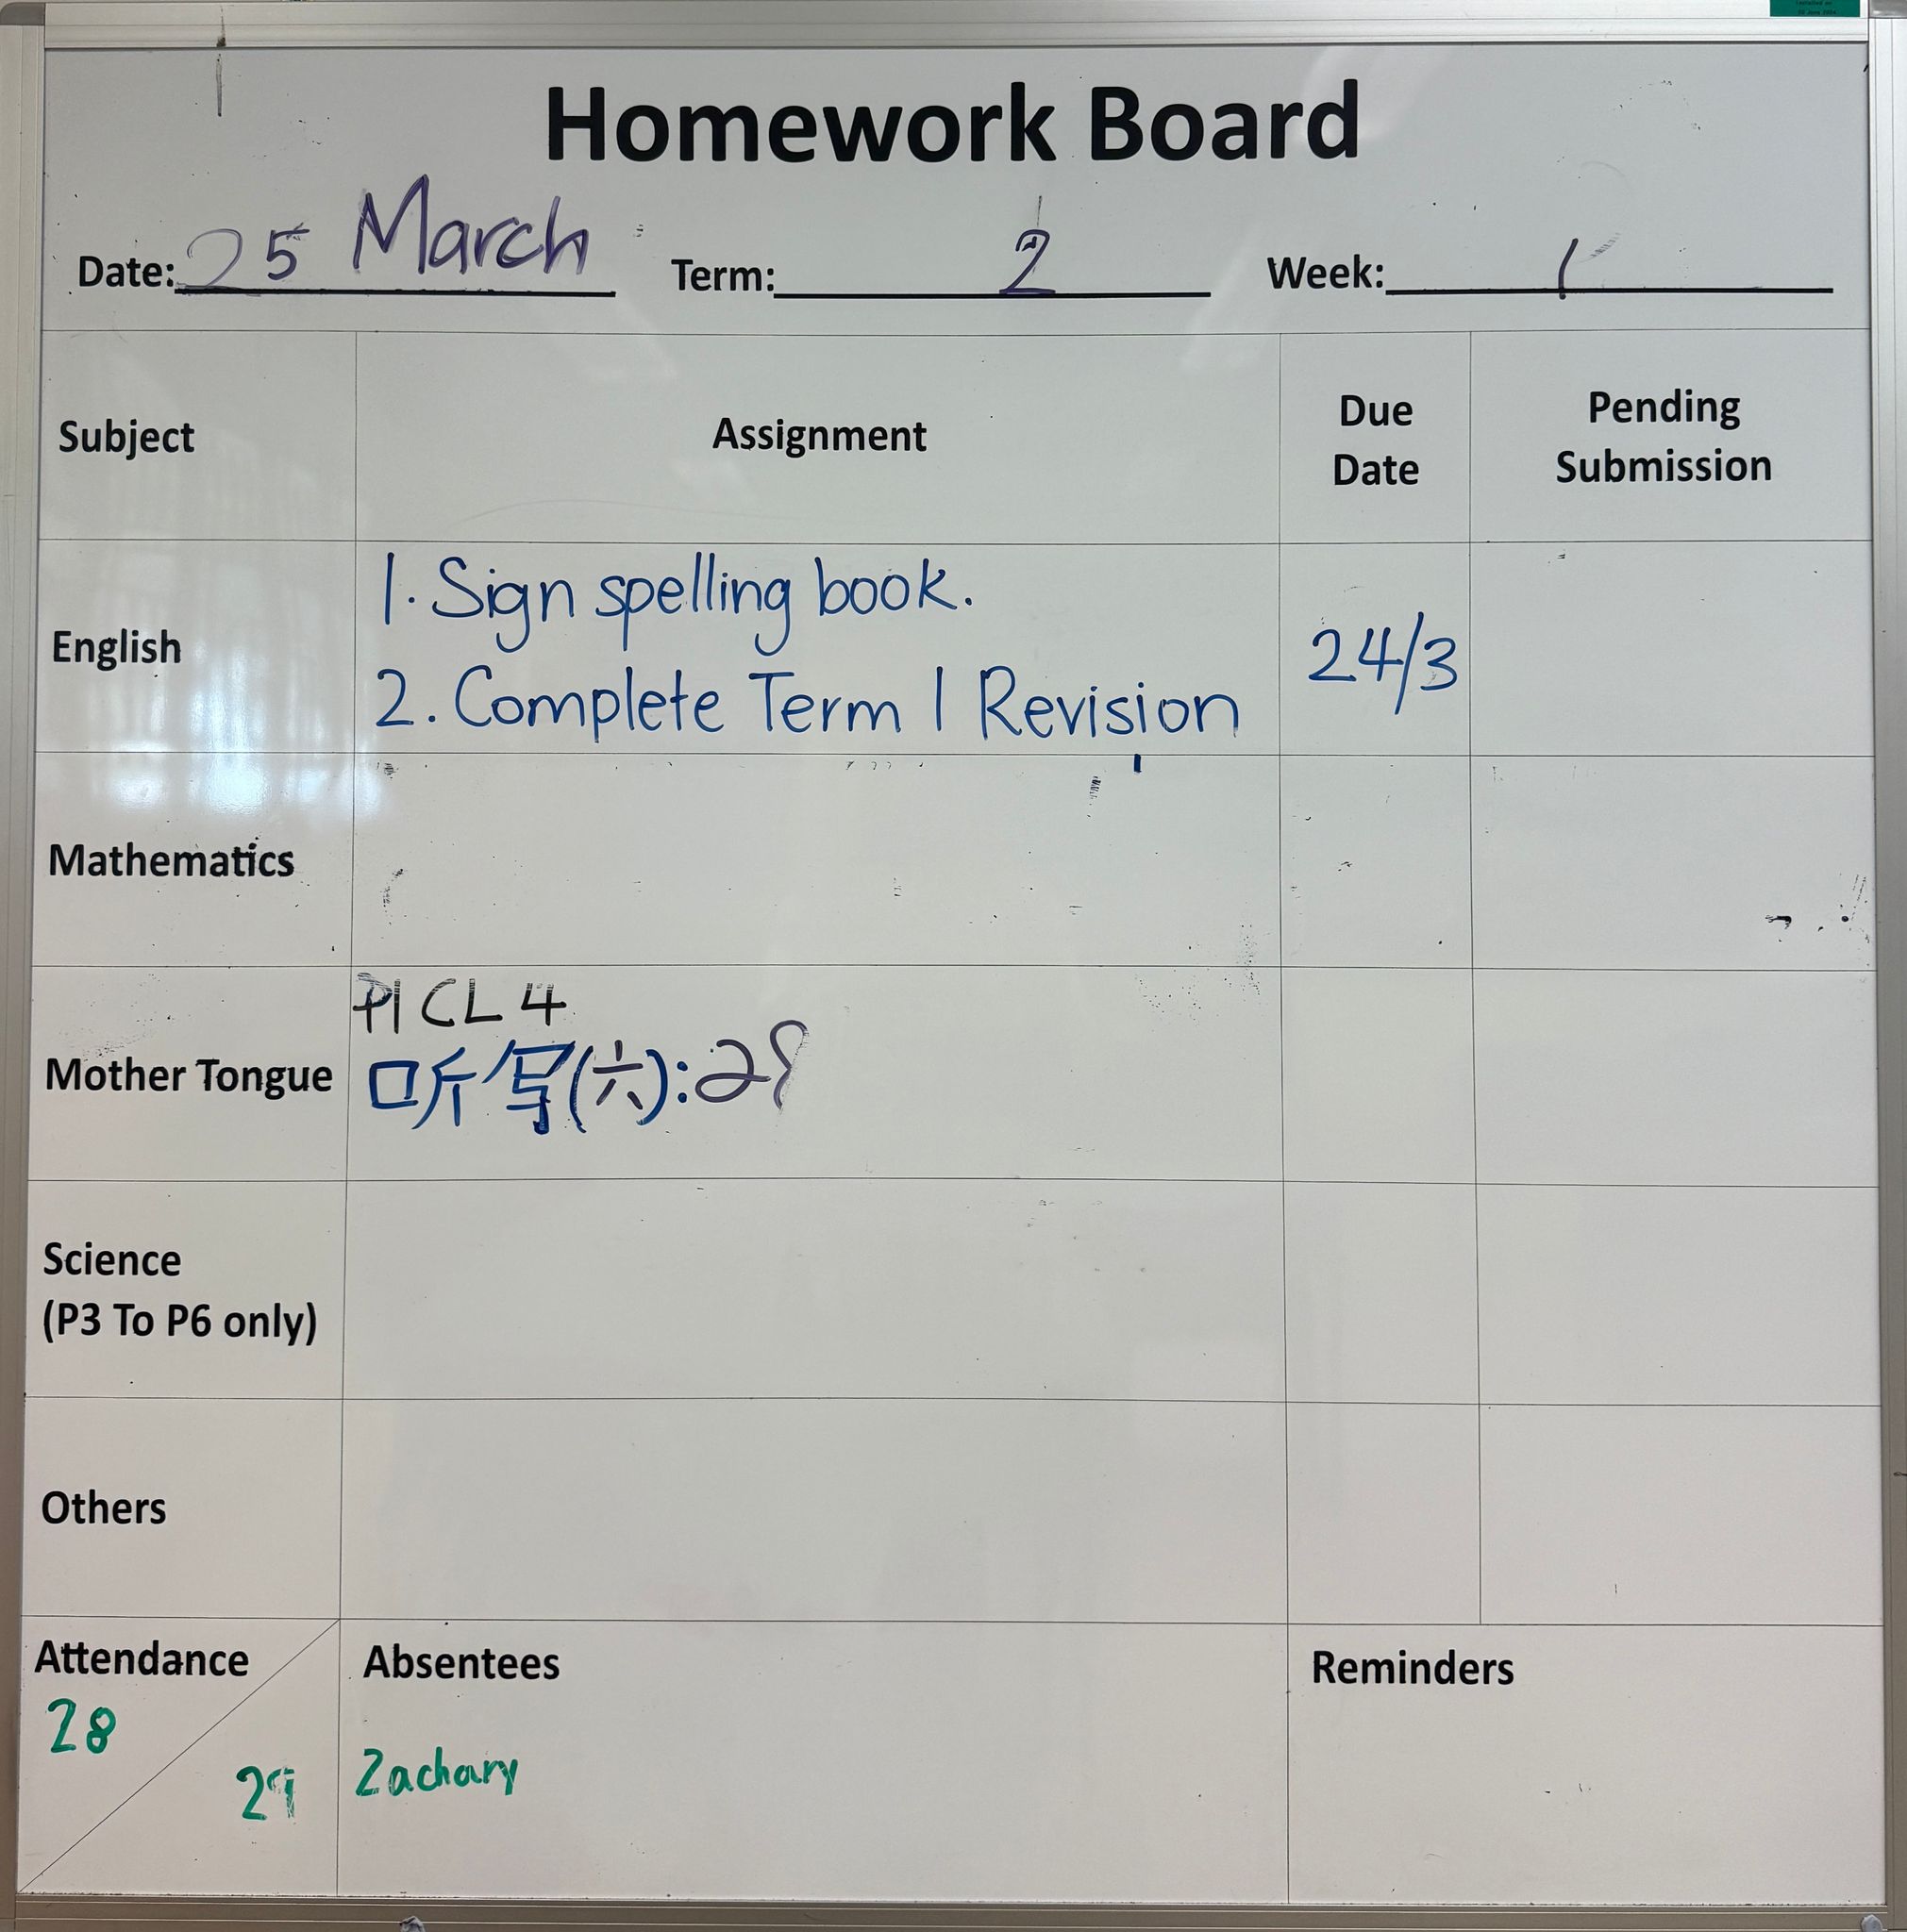 Homework Board
Date: 25 March Term: 2 Week: 1
Subject Assignment Due Date Pending Submission
English
1. Sign spelling book.
2. Complete Term 1 Revision
24/3
Mathematics
Mother Tongue
P1 CL 4
听写(六):
Science
(P3 To P6 only)
Others
Attendance
28
29
Absentees
Zachary
Reminders